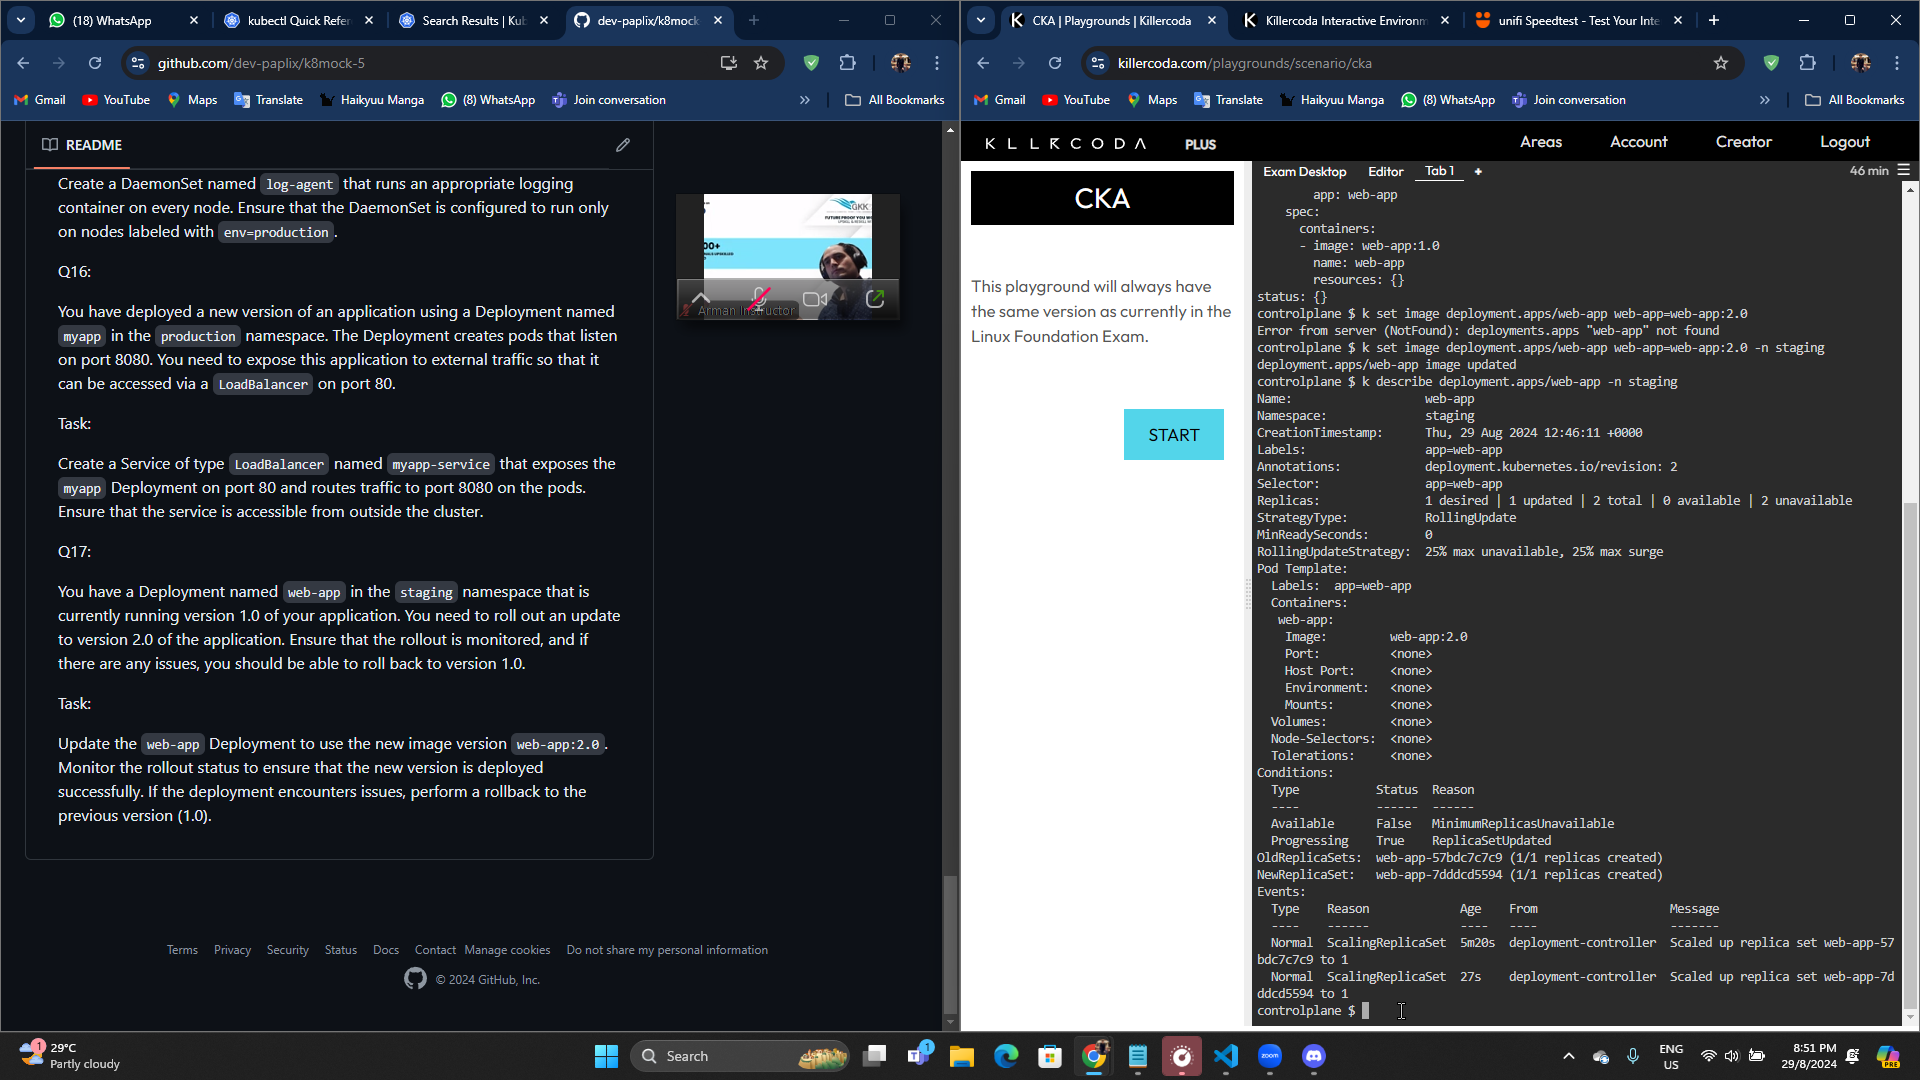 (18) WhatsApp
kubectl Quick Refer
Search Results | Kub
dev-paplix/k8mock
github.com/dev-paplix/k8mock-5
Gmail
YouTube
Maps
Translate
Haikyuu Manga
(8) WhatsApp
Join conversation
»
All Bookmarks
README
Create a DaemonSet named log-agent that runs an appropriate logging
container on every node. Ensure that the DaemonSet is configured to run only
on nodes labeled with env=production.
Q16:
You have deployed a new version of an application using a Deployment named
myapp in the production namespace. The Deployment creates pods that listen
on port 8080. You need to expose this application to external traffic so that it
can be accessed via a LoadBalancer on port 80.
Task:
Create a Service of type LoadBalancer named myapp-service that exposes the
myapp Deployment on port 80 and routes traffic to port 8080 on the pods.
Ensure that the service is accessible from outside the cluster.
Q17:
You have a Deployment named web-app in the staging namespace that is
currently running version 1.0 of your application. You need to roll out an update
to version 2.0 of the application. Ensure that the rollout is monitored, and if
there are any issues, you should be able to roll back to version 1.0.
Task:
Update the web-app Deployment to use the new image version web-app:2.0.
Monitor the rollout status to ensure that the new version is deployed
successfully. If the deployment encounters issues, perform a rollback to the
previous version (1.0).
Terms
Privacy
Security
Status
Docs
Contact
Manage cookies
Do not share my personal information
© 2024 GitHub, Inc.
GKK
00+
Arman Instructor
CKA | Playgrounds | Killercoda
Killercoda Interactive Environm
unifi Speedtest - Test Your Inte
killercoda.com/playgrounds/scenario/cka
Gmail
YouTube
Maps
Translate
Haikyuu Manga
(8) WhatsApp
Join conversation
»
All Bookmarks
KILLERCODA
PLUS
Areas
Account
Creator
Logout
CKA
This playground will always have
the same version as currently in the
Linux Foundation Exam.
START
Exam Desktop
Editor
Tab 1
+
46 min
app: web-app
spec:
containers:
- image: web-app:1.0
name: web-app
resources: {}
status: {}
controlplane $ k set image deployment.apps/web-app web-app=web-app:2.0
Error from server (NotFound): deployments.apps "web-app" not found
controlplane $ k set image deployment.apps/web-app web-app=web-app:2.0 -n staging
deployment.apps/web-app image updated
controlplane $ k describe deployment.apps/web-app -n staging
Name: web-app
Namespace: staging
CreationTimestamp: Thu, 29 Aug 2024 12:46:11 +0000
Labels: app=web-app
Annotations: deployment.kubernetes.io/revision: 2
Selector: app=web-app
Replicas: 1 desired | 1 updated | 2 total | 0 available | 2 unavailable
StrategyType: RollingUpdate
MinReadySeconds: 0
RollingUpdateStrategy: 25% max unavailable, 25% max surge
Pod Template:
Labels: app=web-app
Containers:
web-app:
Image: web-app:2.0
Port: <none>
Host Port: <none>
Environment: <none>
Mounts: <none>
Volumes: <none>
Node-Selectors: <none>
Tolerations: <none>
Conditions:
Type Status Reason
---- ------ ------
Available False MinimumReplicasUnavailable
Progressing True ReplicaSetUpdated
OldReplicaSets: web-app-57bdc7c7c9 (1/1 replicas created)
NewReplicaSet: web-app-7dddcd5594 (1/1 replicas created)
Events:
Type Reason Age From Message
---- ------ ---- ---- -------
Normal ScalingReplicaSet 5m20s deployment-controller Scaled up replica set web-app-57
bdc7c7c9 to 1
Normal ScalingReplicaSet 27s deployment-controller Scaled up replica set web-app-7d
ddcd5594 to 1
controlplane $
1
29°C
Partly cloudy
Search
1
zoom
ENG
US
8:51 PM
29/8/2024
PRE